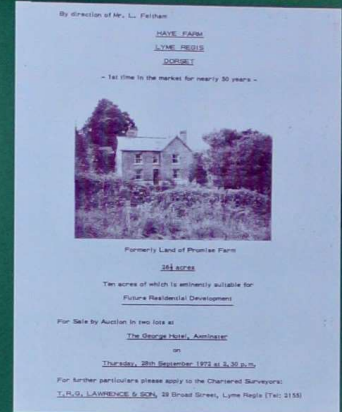 By direction of Mr. L. Feltham
HAYE FARM
LYME REGIS
DORSET
- 1st time in the market for nearly 50 years -
Formerly Land of Promise Farm
26½ acres
Ten acres of which is eminently suitable for
Future Residential Development
For Sale by Auction in two lots at
The George Hotel, Axminster
on
Thursday, 28th September 1972 at 2.30 p.m.
For further particulars please apply to the Chartered Surveyors:
T.R.G. LAWRENCE & SON, 29 Broad Street, Lyme Regis (Tel: 2158)